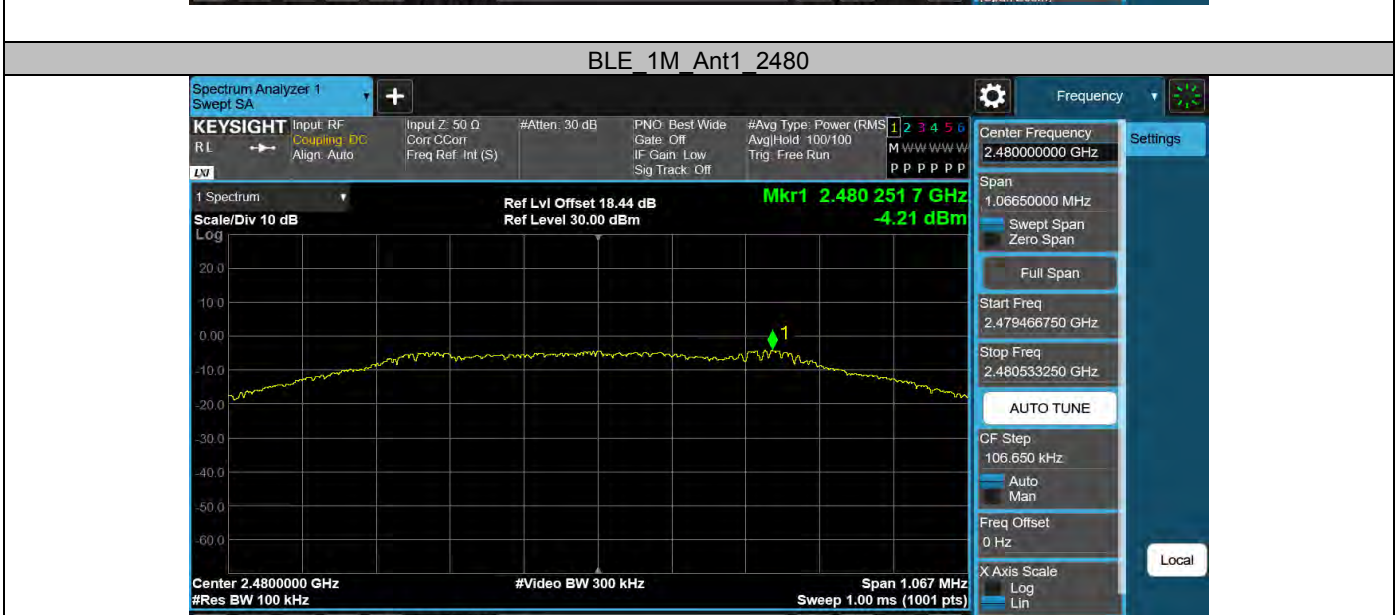 BLE_1M_Ant1_2480
Spectrum Analyzer 1
Swept SA
+
Frequency
KEYSIGHT
RL
LXI
Input: RF
Coupling: DC
Align: Auto
Input Z: 50 Ω
Corr CCorr
Freq Ref: Int (S)
#Atten: 30 dB
PNO: Best Wide
Gate: Off
IF Gain: Low
Sig Track: Off
#Avg Type: Power (RMS
Avg|Hold: 100/100
Trig: Free Run
1 2 3 4 5 6
M W W W W W
P P P P P P
1 Spectrum
Scale/Div 10 dB
Log
Ref Lvl Offset 18.44 dB
Ref Level 30.00 dBm
Mkr1 2.480 251 7 GHz
-4.21 dBm
20.0
10.0
0.00
-10.0
-20.0
-30.0
-40.0
-50.0
-60.0
1
Center 2.4800000 GHz
#Res BW 100 kHz
#Video BW 300 kHz
Span 1.067 MHz
Sweep 1.00 ms (1001 pts)
Center Frequency
2.480000000 GHz
Settings
Span
1.06650000 MHz
Swept Span
Zero Span
Full Span
Start Freq
2.479466750 GHz
Stop Freq
2.480533250 GHz
AUTO TUNE
CF Step
106.650 kHz
Auto
Man
Freq Offset
0 Hz
X Axis Scale
Log
Lin
Local